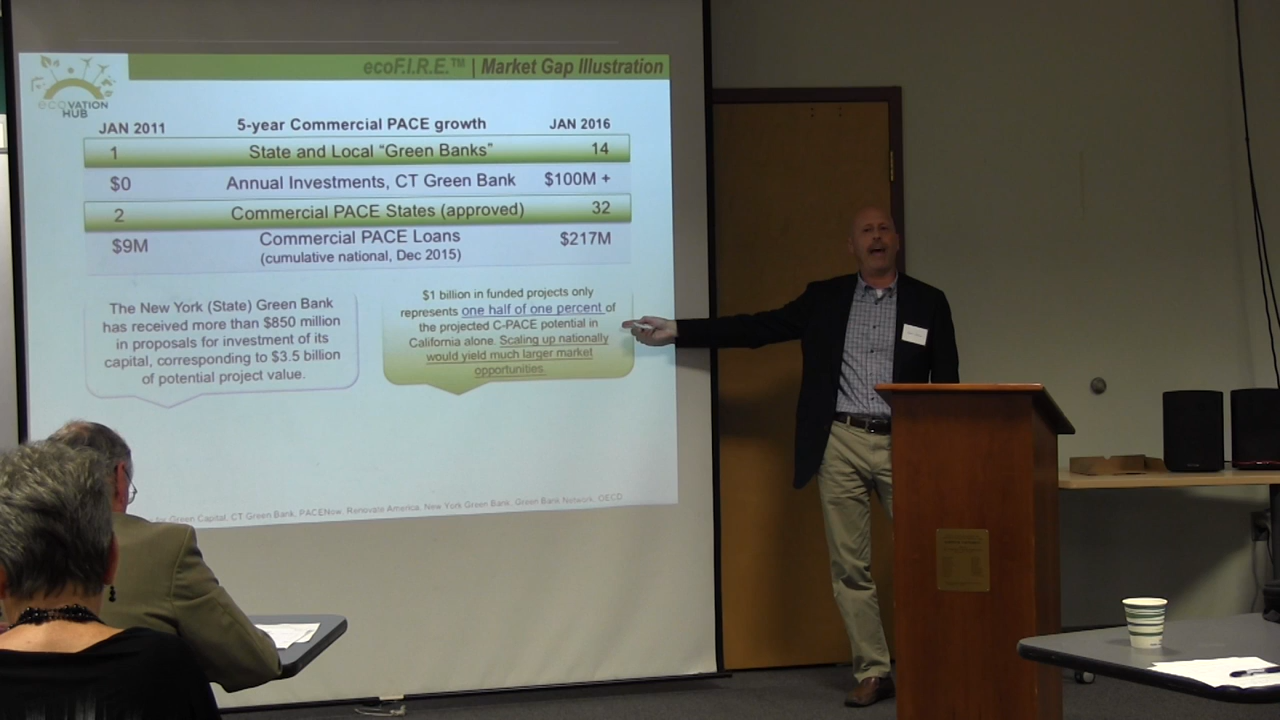 ecoF.I.R.E.™ | Market Gap Illustration
ecoVATION
HUB
JAN 2011 5-year Commercial PACE growth JAN 2016
1 State and Local “Green Banks” 14
$0 Annual Investments, CT Green Bank $100M +
2 Commercial PACE States (approved) 32
$9M Commercial PACE Loans $217M
(cumulative national, Dec 2015)
The New York (State) Green Bank
has received more than $850 million
in proposals for investment of its
capital, corresponding to $3.5 billion
of potential project value.
$1 billion in funded projects only
represents one half of one percent of
the projected C-PACE potential in
California alone. Scaling up nationally
would yield much larger market
opportunities.
for Green Capital, CT Green Bank, PACENow, Renovate America, New York Green Bank, Green Bank Network, OECD